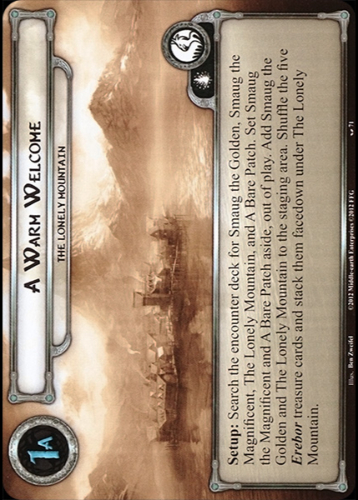 1A
A Warm Welcome
The Lonely Mountain
Setup: Search the encounter deck for Smaug the Golden, Smaug the
Magnificent, The Lonely Mountain, and A Bare Patch. Set Smaug
the Magnificent and A Bare Patch aside, out of play. Add Smaug the
Golden and The Lonely Mountain to the staging area. Shuffle the five
Erebor treasure cards and stack them facedown under The Lonely
Mountain.
Illus. Ben Zweifel ©2012 Middle-earth Enterprises ©2012 FFG 71